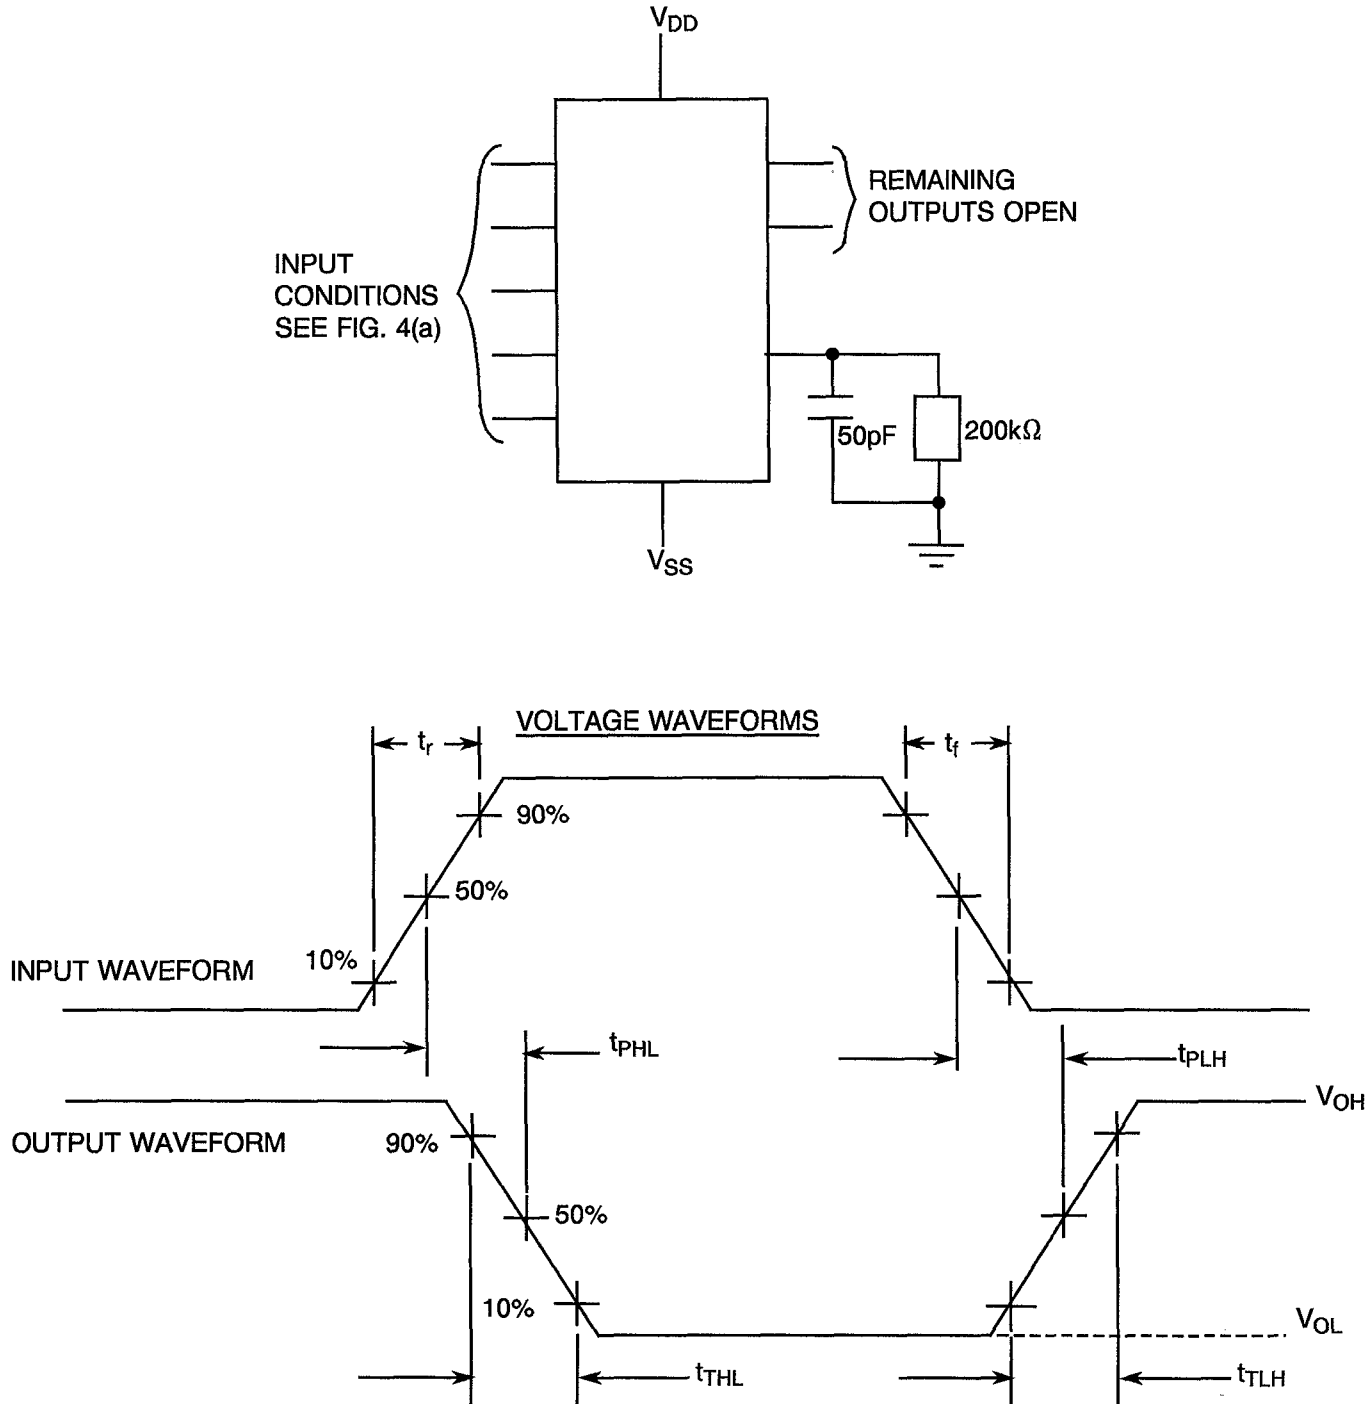 VDD
REMAINING
OUTPUTS OPEN
INPUT
CONDITIONS
SEE FIG. 4(a)
50pF
200kΩ
VSS
VOLTAGE WAVEFORMS
tr
tf
90%
50%
10%
INPUT WAVEFORM
tPHL
tPLH
VOH
OUTPUT WAVEFORM
90%
50%
10%
VOL
tTHL
tTLH